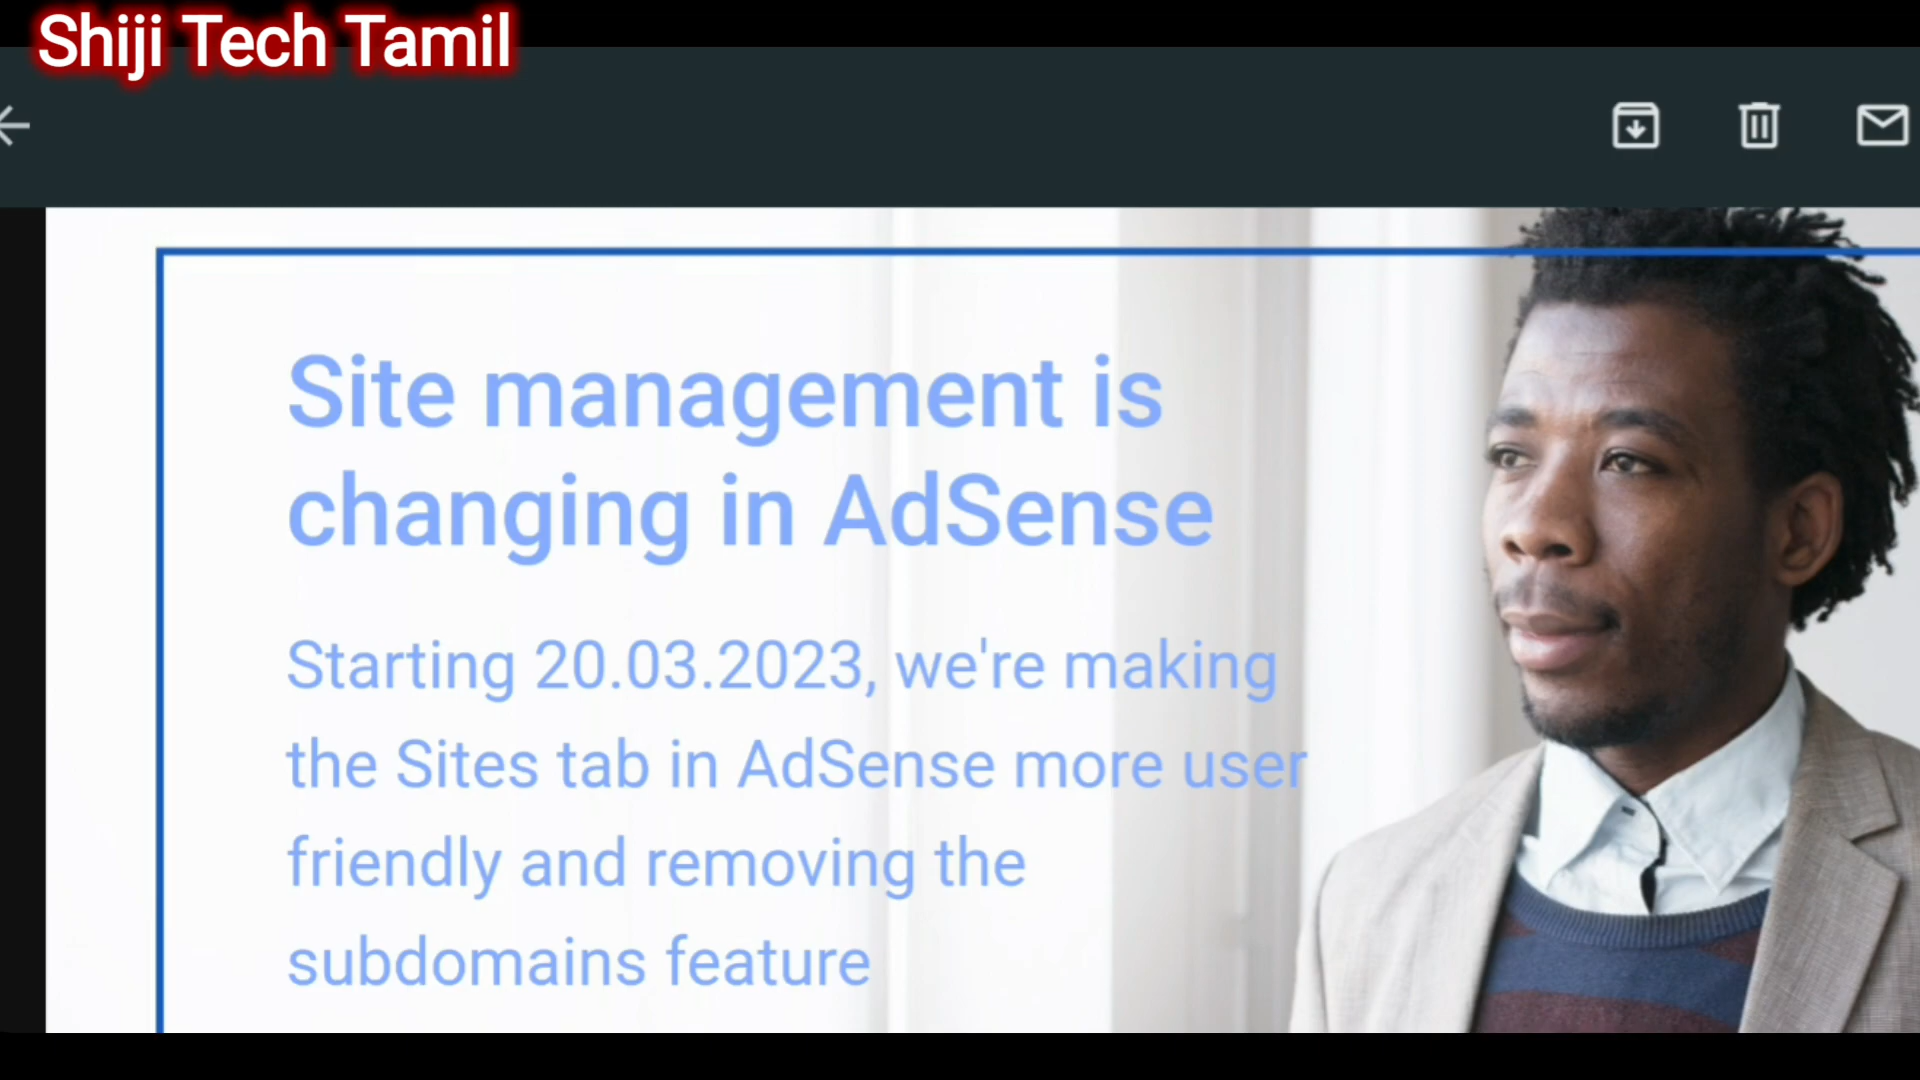 Shiji Tech Tamil
Site management is
changing in AdSense
Starting 20.03.2023, we're making
the Sites tab in AdSense more user
friendly and removing the
subdomains feature